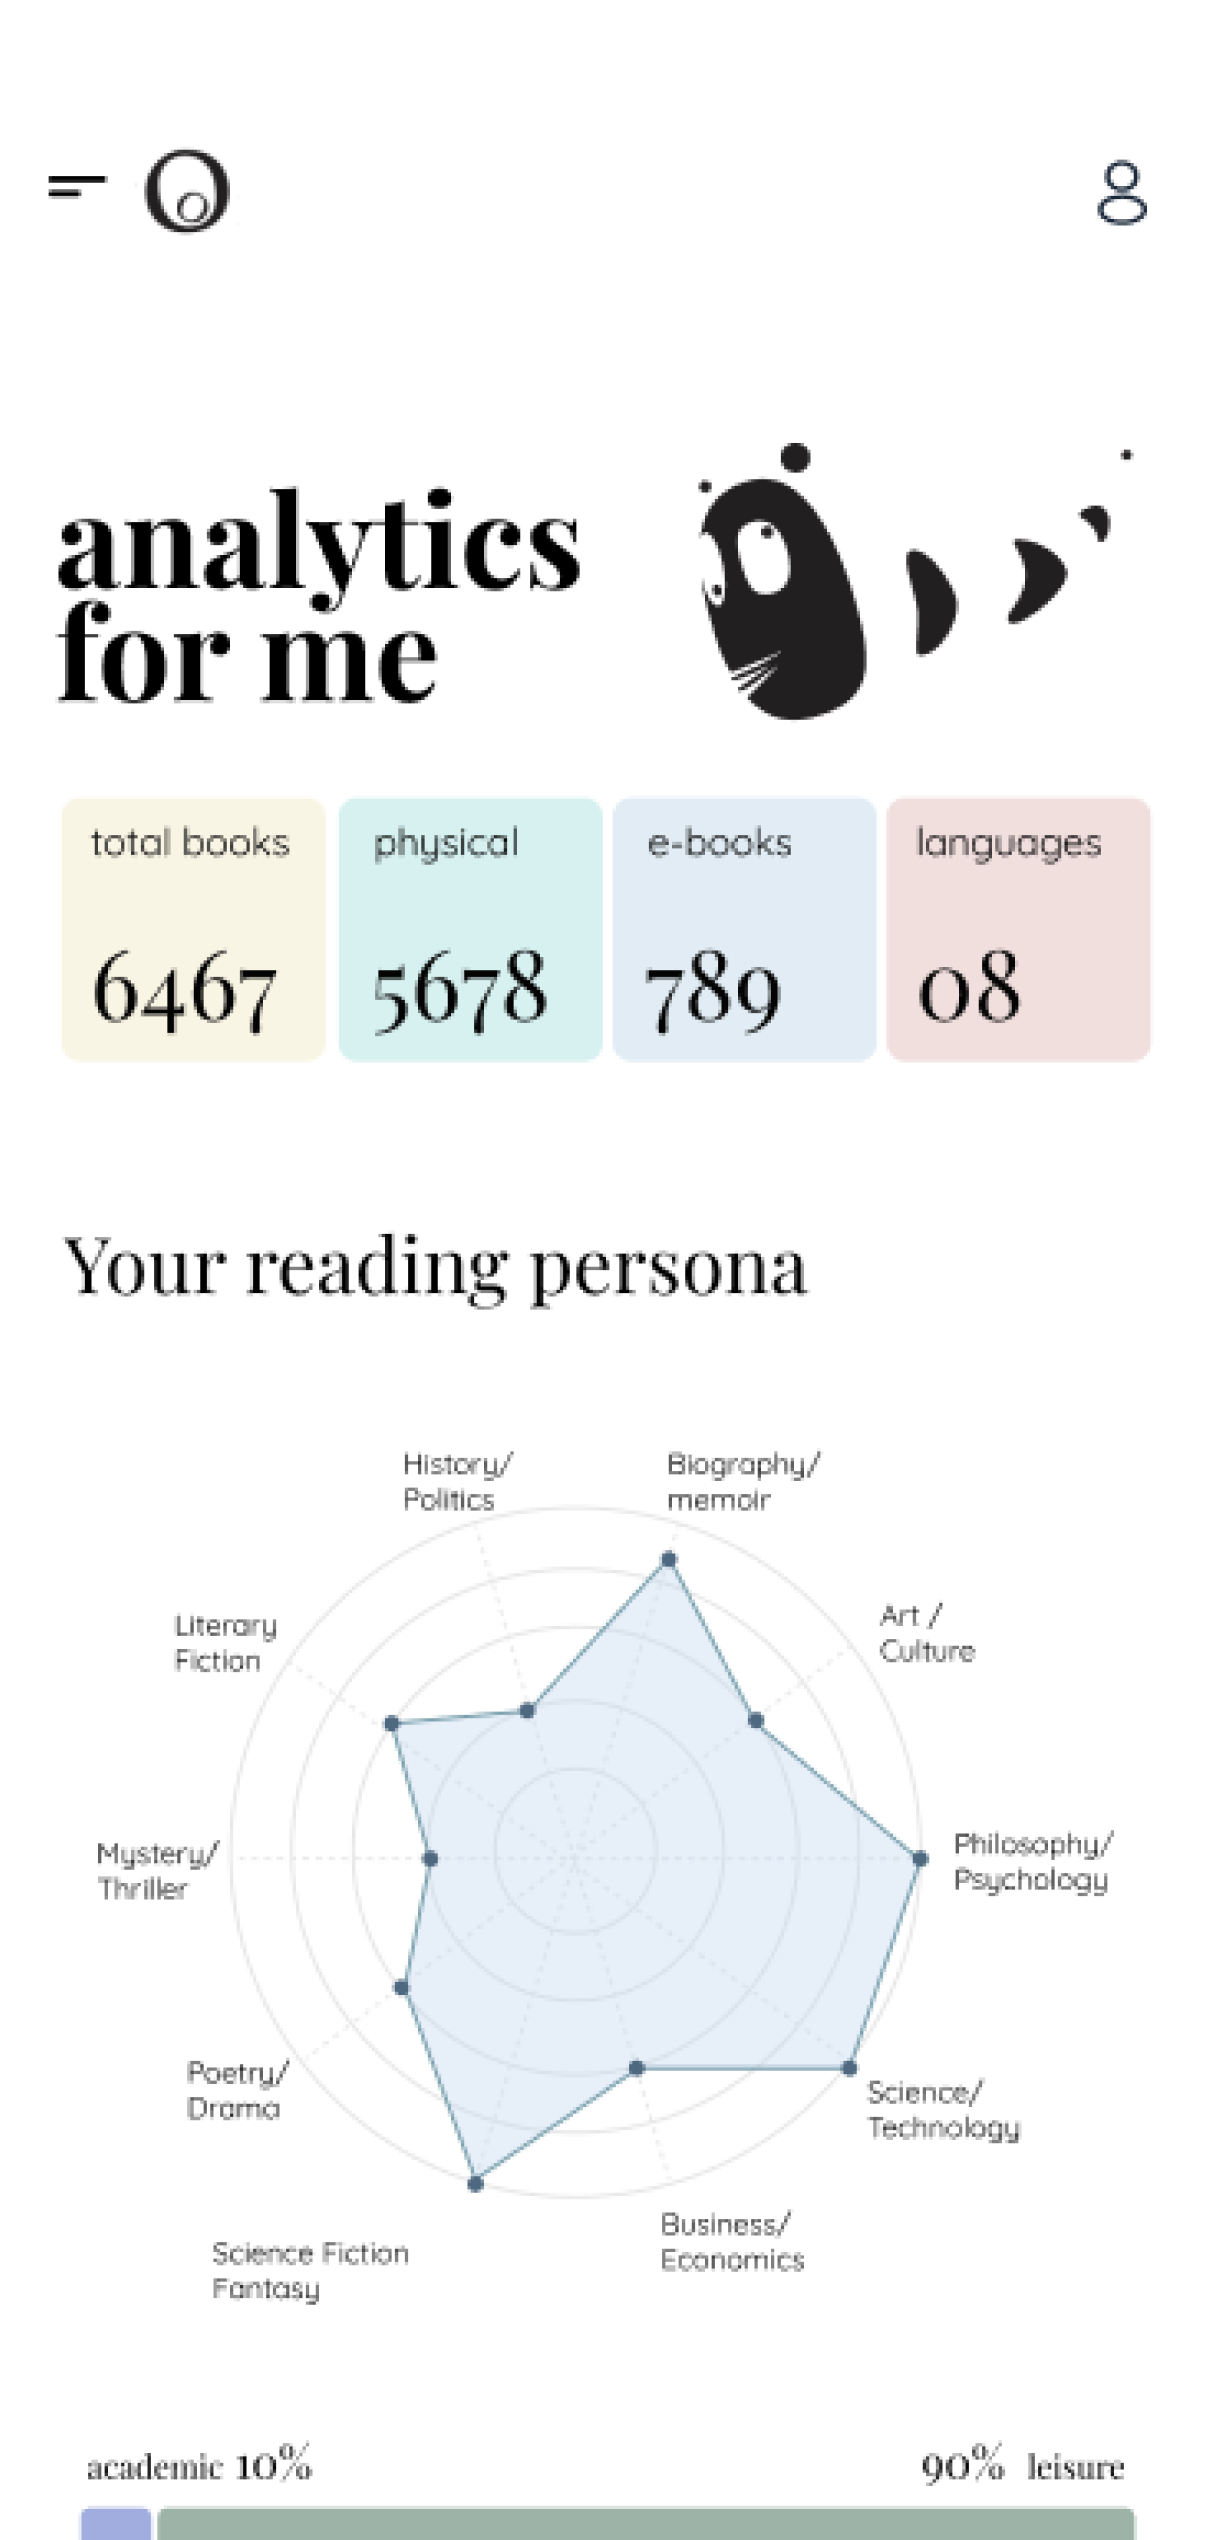 analytics
for me
total books
physical
e-books
languages
6467
5678
789
08
Your reading persona
History/
Politics
Biography/
memoir
Art /
Culture
Literary
Fiction
Philosophy/
Psychology
Mystery/
Thriller
Science/
Technology
Poetry/
Drama
Business/
Economics
Science Fiction
Fantasy
academic 10%
90% leisure